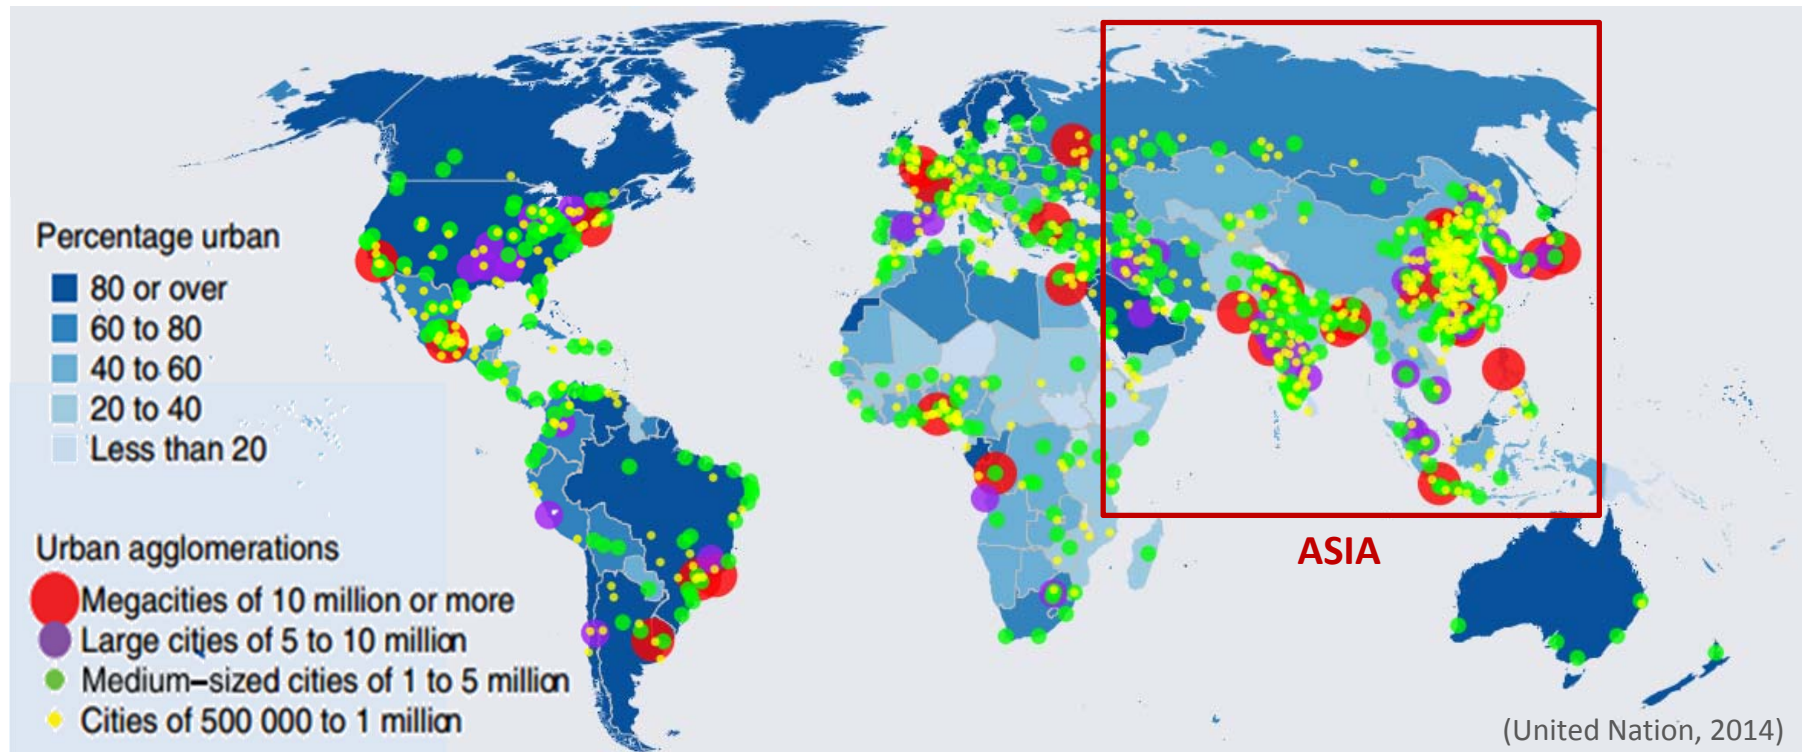 Percentage urban
80 or over
60 to 80
40 to 60
20 to 40
Less than 20
Urban agglomerations
Megacities of 10 million or more
Large cities of 5 to 10 million
Medium–sized cities of 1 to 5 million
Cities of 500 000 to 1 million
ASIA
(United Nation, 2014)